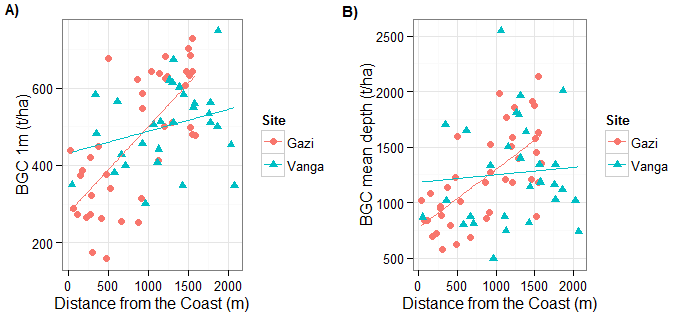 A)
BGC 1m (t/ha)
600
400
200
0
500
1000
1500
2000
Distance from the Coast (m)
Site
Gazi
Vanga
B)
BGC mean depth (t/ha)
2500
2000
1500
1000
500
0
500
1000
1500
2000
Distance from the Coast (m)
Site
Gazi
Vanga